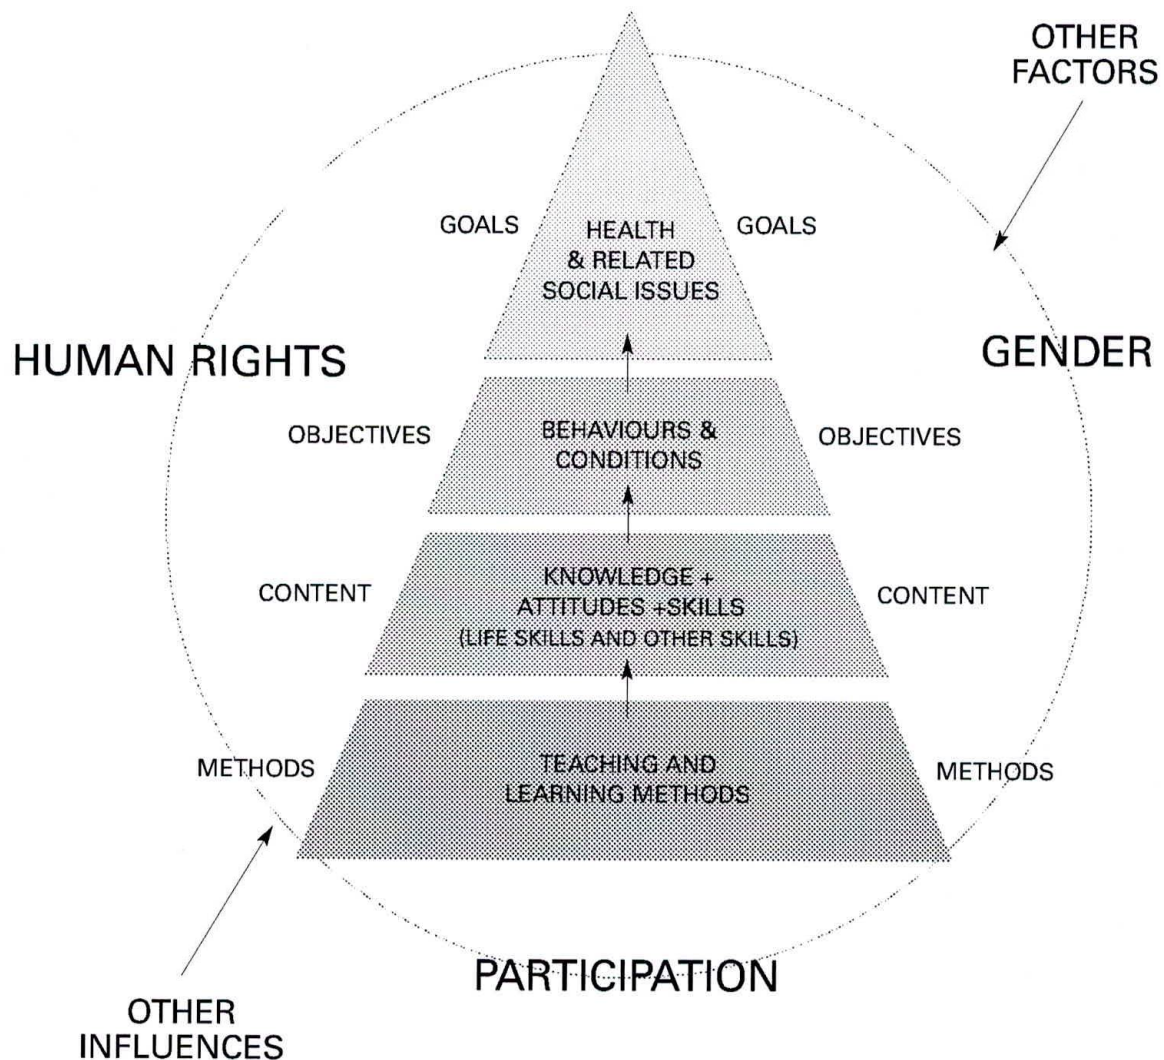 OTHER
FACTORS
GOALS
HEALTH
& RELATED
SOCIAL ISSUES
GOALS
HUMAN RIGHTS
GENDER
OBJECTIVES
BEHAVIOURS &
CONDITIONS
OBJECTIVES
CONTENT
KNOWLEDGE +
ATTITUDES +SKILLS
(LIFE SKILLS AND OTHER SKILLS)
CONTENT
METHODS
TEACHING AND
LEARNING METHODS
METHODS
PARTICIPATION
OTHER
INFLUENCES